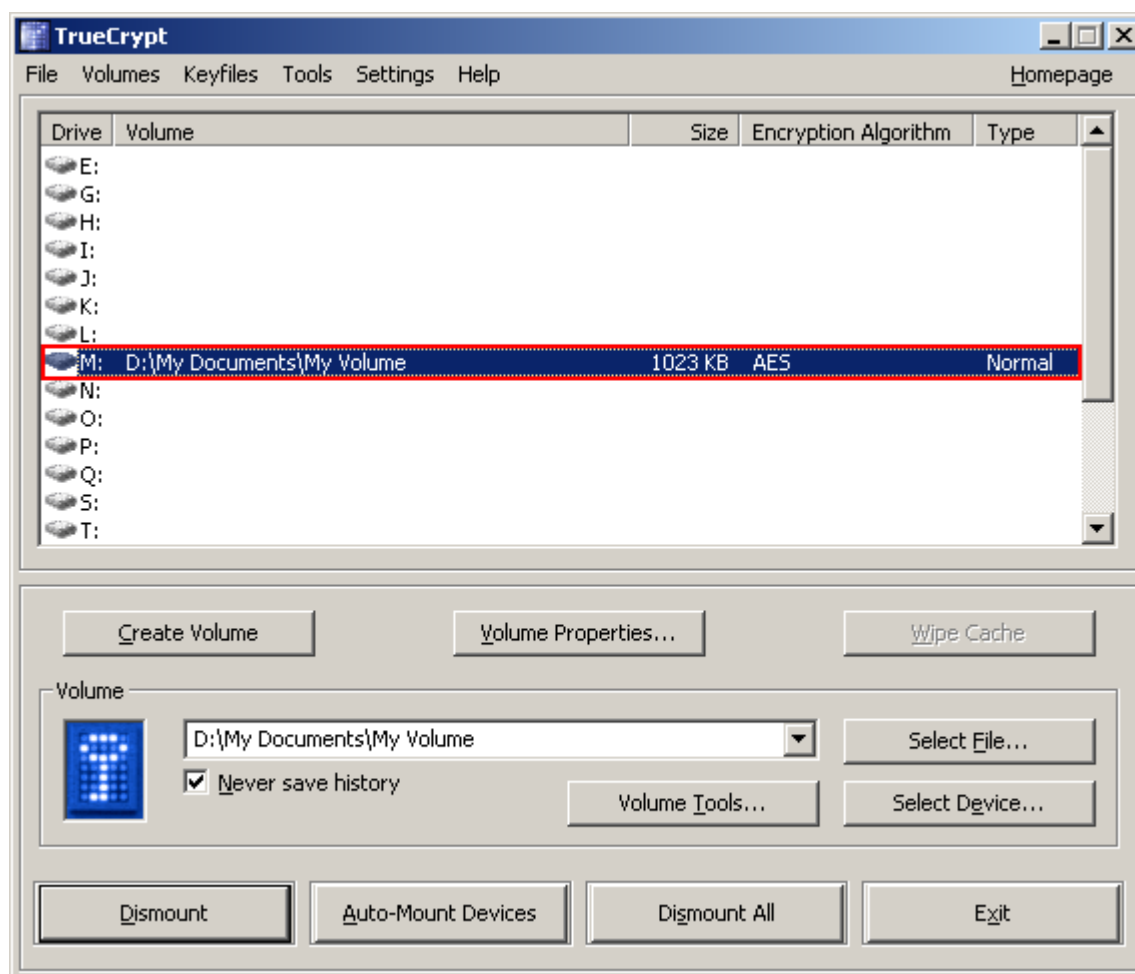 TrueCrypt
File Volumes Keyfiles Tools Settings Help Homepage
Drive Volume Size Encryption Algorithm Type
E:
G:
H:
I:
J:
K:
L:
M: D:\My Documents\My Volume 1023 KB AES Normal
N:
O:
P:
Q:
S:
T:
Create Volume Volume Properties... Wipe Cache
Volume
D:\My Documents\My Volume Select File...
Never save history
Volume Tools... Select Device...
Dismount Auto-Mount Devices Dismount All Exit